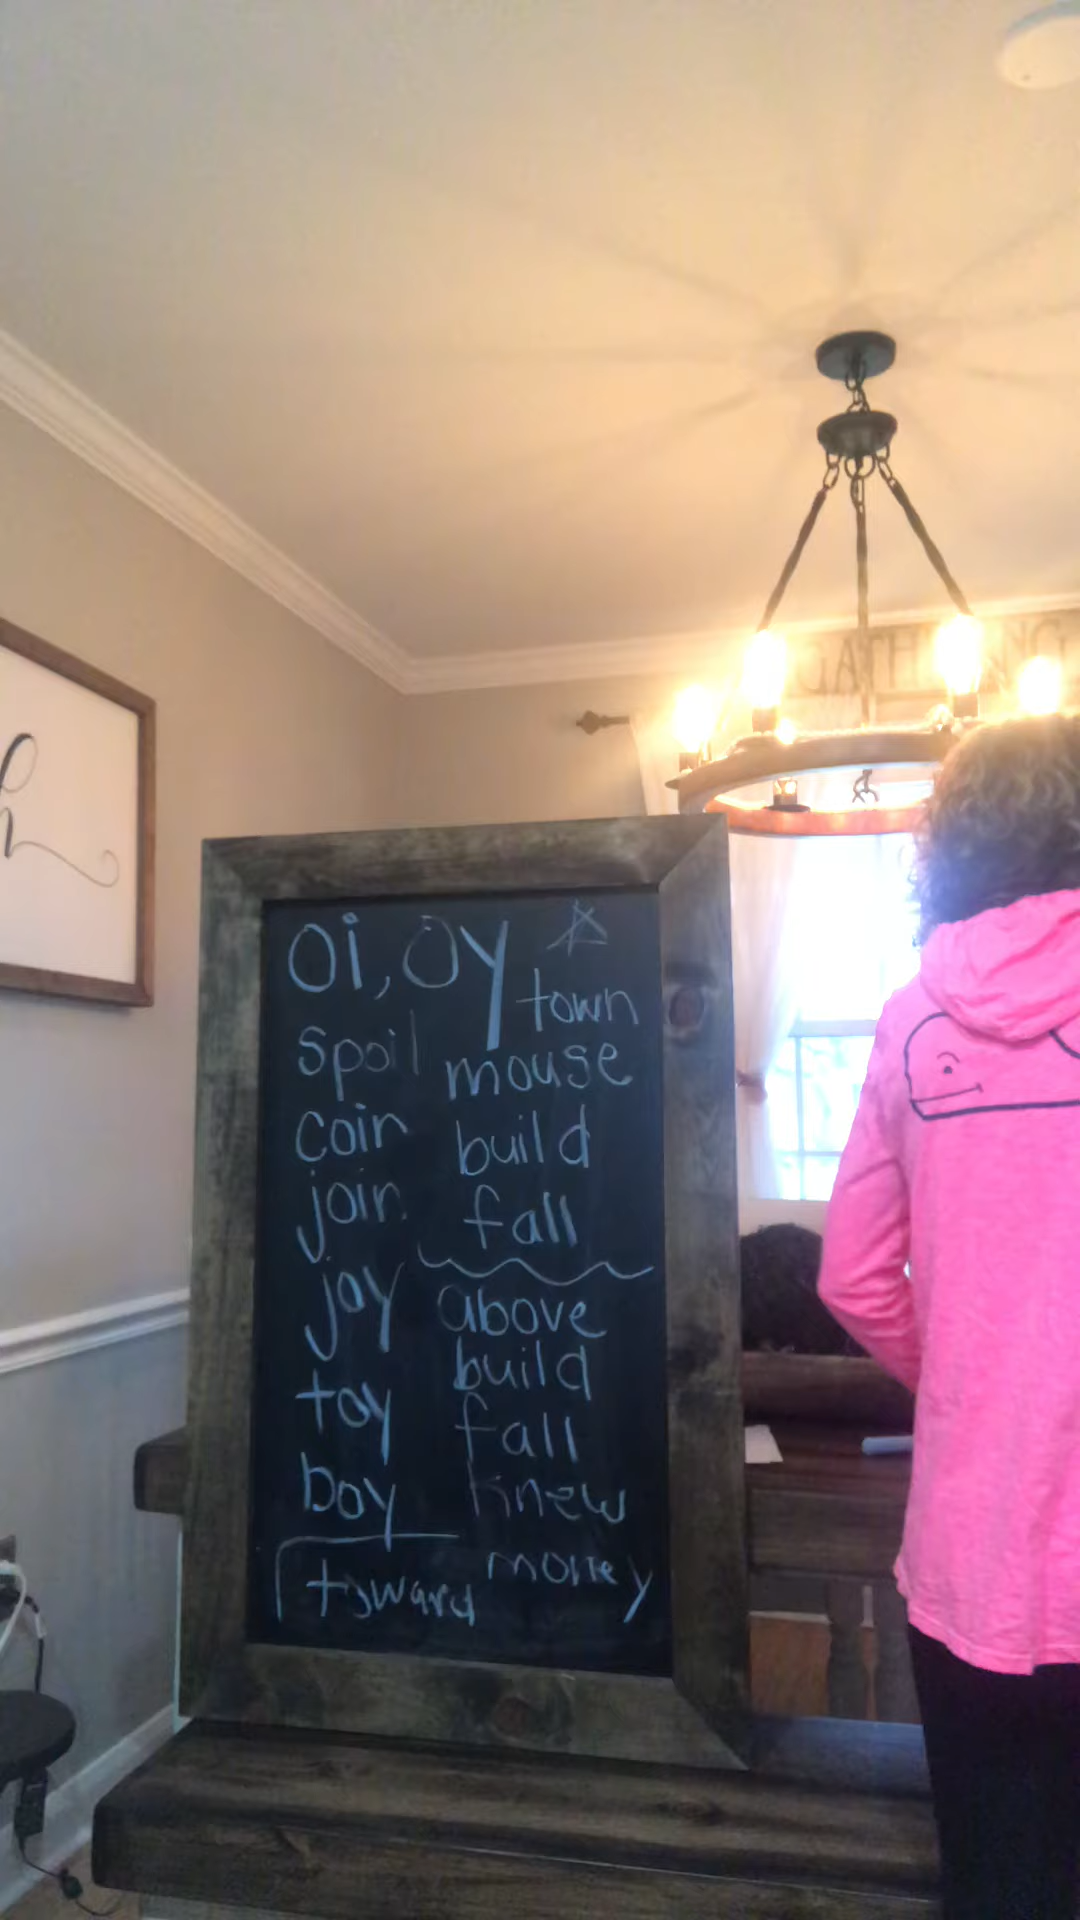 oi, oy
spoil
coin
join
joy
toy
boy
toward
town
mouse
build
fall
above
build
fall
knew
money
h